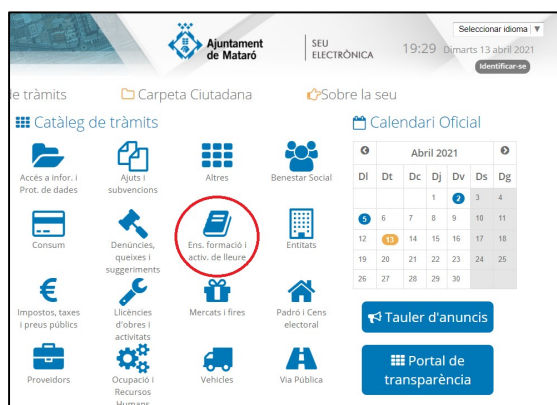 Seleccionar idioma
Ajuntament
de Mataró
SEU
ELECTRÒNICA
19:29 Dimarts 13 abril 2021
Identificar-se
de tràmits
Carpeta Ciutadana
Sobre la seu
Catàleg de tràmits
Accés a infor. i
Prot. de dades
Ajuts i
subvencions
Altres
Benestar Social
Consum
Denúncies,
queixes i
suggeriments
Ens. formació i
activ. de lleure
Entitats
Impostos, taxes
i preus públics
Llicències
d'obres i
activitats
Mercats i fires
Padró i Cens
electoral
Proveïdors
Ocupació i
Recursos
Humans
Vehicles
Via Pública
Calendari Oficial
Abril 2021
Dl Dt Dc Dj Dv Ds Dg
1 2 3 4
5 6 7 8 9 10 11
12 13 14 15 16 17 18
19 20 21 22 23 24 25
26 27 28 29 30
Tauler d'anuncis
Portal de
transparència